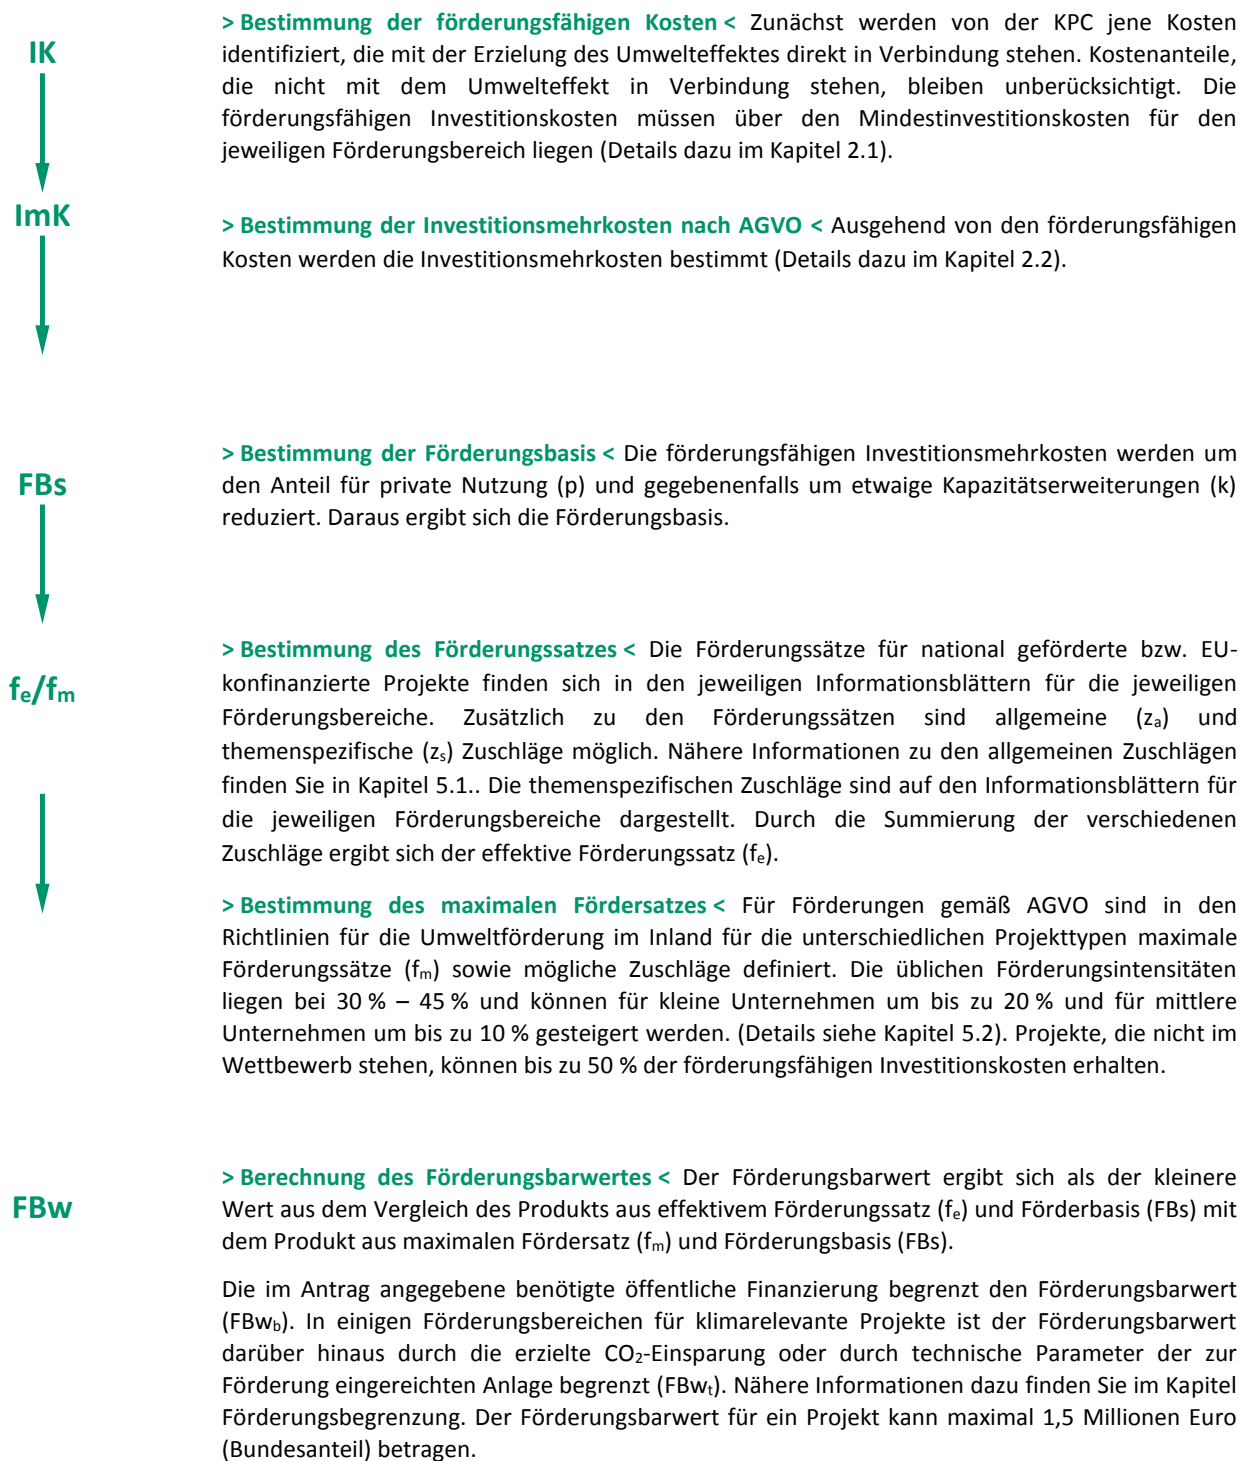 IK
> Bestimmung der förderungsfähigen Kosten < Zunächst werden von der KPC jene Kosten
identifiziert, die mit der Erzielung des Umwelteffektes direkt in Verbindung stehen. Kostenanteile,
die nicht mit dem Umwelteffekt in Verbindung stehen, bleiben unberücksichtigt. Die
förderungsfähigen Investitionskosten müssen über den Mindestinvestitionskosten für den
jeweiligen Förderungsbereich liegen (Details dazu im Kapitel 2.1).
ImK
> Bestimmung der Investitionsmehrkosten nach AGVO < Ausgehend von den förderungsfähigen
Kosten werden die Investitionsmehrkosten bestimmt (Details dazu im Kapitel 2.2).
FBs
> Bestimmung der Förderungsbasis < Die förderungsfähigen Investitionsmehrkosten werden um
den Anteil für private Nutzung (p) und gegebenenfalls um etwaige Kapazitätserweiterungen (k)
reduziert. Daraus ergibt sich die Förderungsbasis.
fe/fm
> Bestimmung des Förderungssatzes < Die Förderungssätze für national geförderte bzw. EU-
konfinanzierte Projekte finden sich in den jeweiligen Informationsblättern für die jeweiligen
Förderungsbereiche. Zusätzlich zu den Förderungssätzen sind allgemeine (za) und
themenspezifische (zs) Zuschläge möglich. Nähere Informationen zu den allgemeinen Zuschlägen
finden Sie in Kapitel 5.1.. Die themenspezifischen Zuschläge sind auf den Informationsblättern für
die jeweiligen Förderungsbereiche dargestellt. Durch die Summierung der verschiedenen
Zuschläge ergibt sich der effektive Förderungssatz (fe).
> Bestimmung des maximalen Fördersatzes < Für Förderungen gemäß AGVO sind in den
Richtlinien für die Umweltförderung im Inland für die unterschiedlichen Projekttypen maximale
Förderungssätze (fm) sowie mögliche Zuschläge definiert. Die üblichen Förderungsintensitäten
liegen bei 30 % – 45 % und können für kleine Unternehmen um bis zu 20 % und für mittlere
Unternehmen um bis zu 10 % gesteigert werden. (Details siehe Kapitel 5.2). Projekte, die nicht im
Wettbewerb stehen, können bis zu 50 % der förderungsfähigen Investitionskosten erhalten.
FBw
> Berechnung des Förderungsbarwertes < Der Förderungsbarwert ergibt sich als der kleinere
Wert aus dem Vergleich des Produkts aus effektivem Förderungssatz (fe) und Förderbasis (FBs) mit
dem Produkt aus maximalen Fördersatz (fm) und Förderungsbasis (FBs).
Die im Antrag angegebene benötigte öffentliche Finanzierung begrenzt den Förderungsbarwert
(FBwb). In einigen Förderungsbereichen für klimarelevante Projekte ist der Förderungsbarwert
darüber hinaus durch die erzielte CO2-Einsparung oder durch technische Parameter der zur
Förderung eingereichten Anlage begrenzt (FBwt). Nähere Informationen dazu finden Sie im Kapitel
Förderungsbegrenzung. Der Förderungsbarwert für ein Projekt kann maximal 1,5 Millionen Euro
(Bundesanteil) betragen.